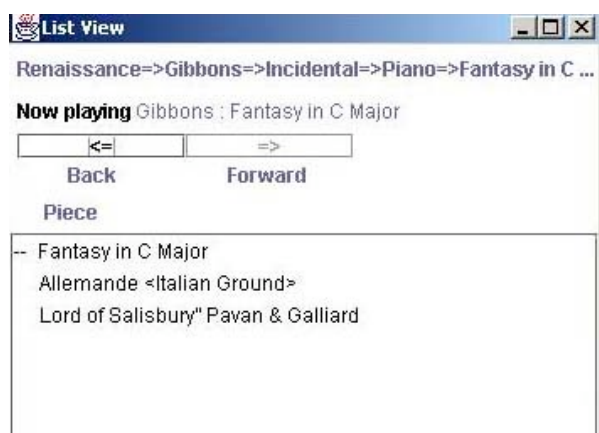 List View
Renaissance=>Gibbons=>Incidental=>Piano=>Fantasy in C ...
Now playing Gibbons : Fantasy in C Major
<= =>
Back Forward
Piece
-- Fantasy in C Major
Allemande <Italian Ground>
Lord of Salisbury" Pavan & Galliard